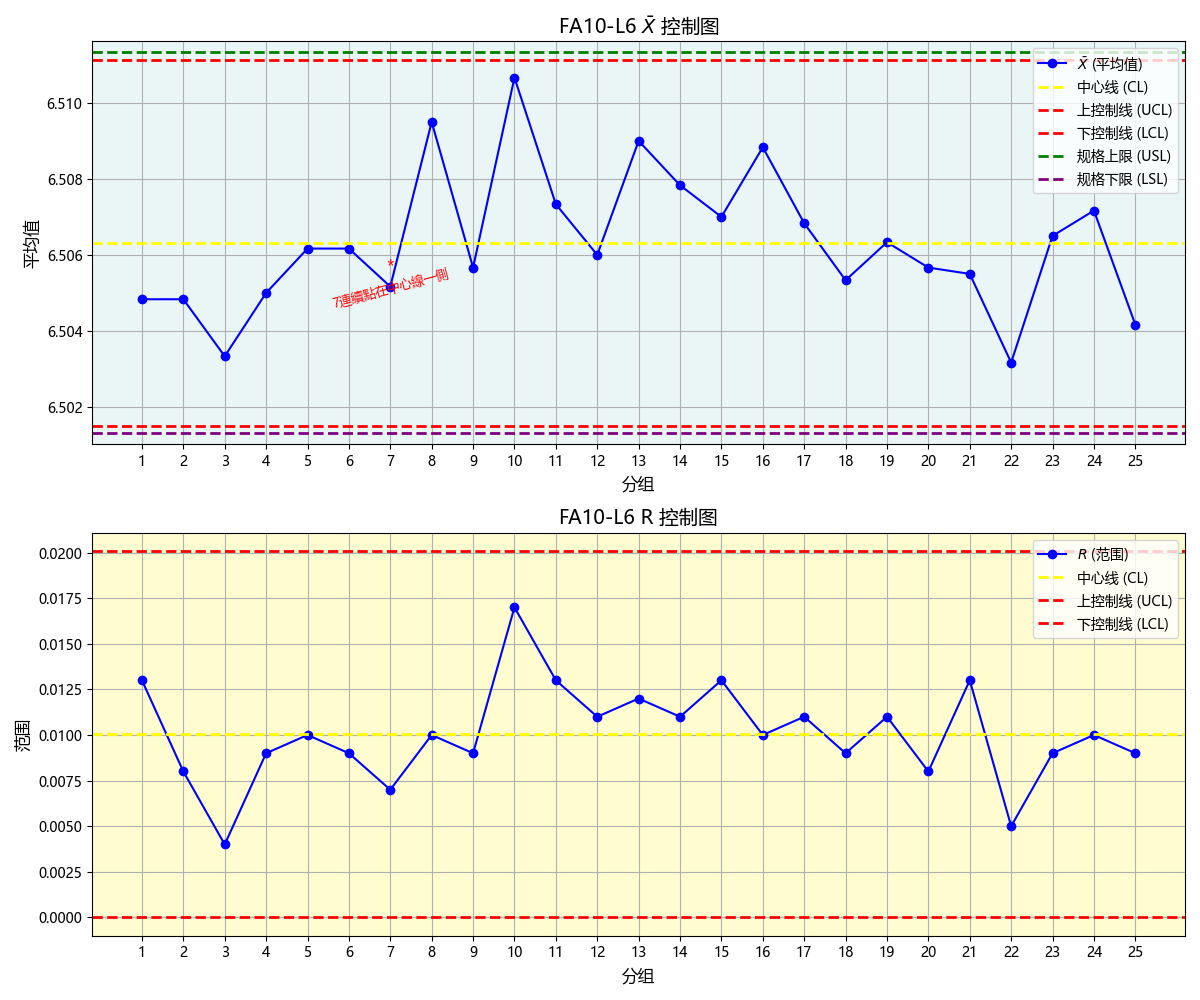 FA10-L6 X̄ 控制图
平均值
6.510
6.508
6.506
6.504
6.502
X̄ (平均值)
中心线 (CL)
上控制线 (UCL)
下控制线 (LCL)
规格上限 (USL)
规格下限 (LSL)
*
7連續點在中心線一側
1 2 3 4 5 6 7 8 9 10 11 12 13 14 15 16 17 18 19 20 21 22 23 24 25
分组
FA10-L6 R 控制图
范围
0.0200
0.0175
0.0150
0.0125
0.0100
0.0075
0.0050
0.0025
0.0000
R (范围)
中心线 (CL)
上控制线 (UCL)
下控制线 (LCL)
1 2 3 4 5 6 7 8 9 10 11 12 13 14 15 16 17 18 19 20 21 22 23 24 25
分组